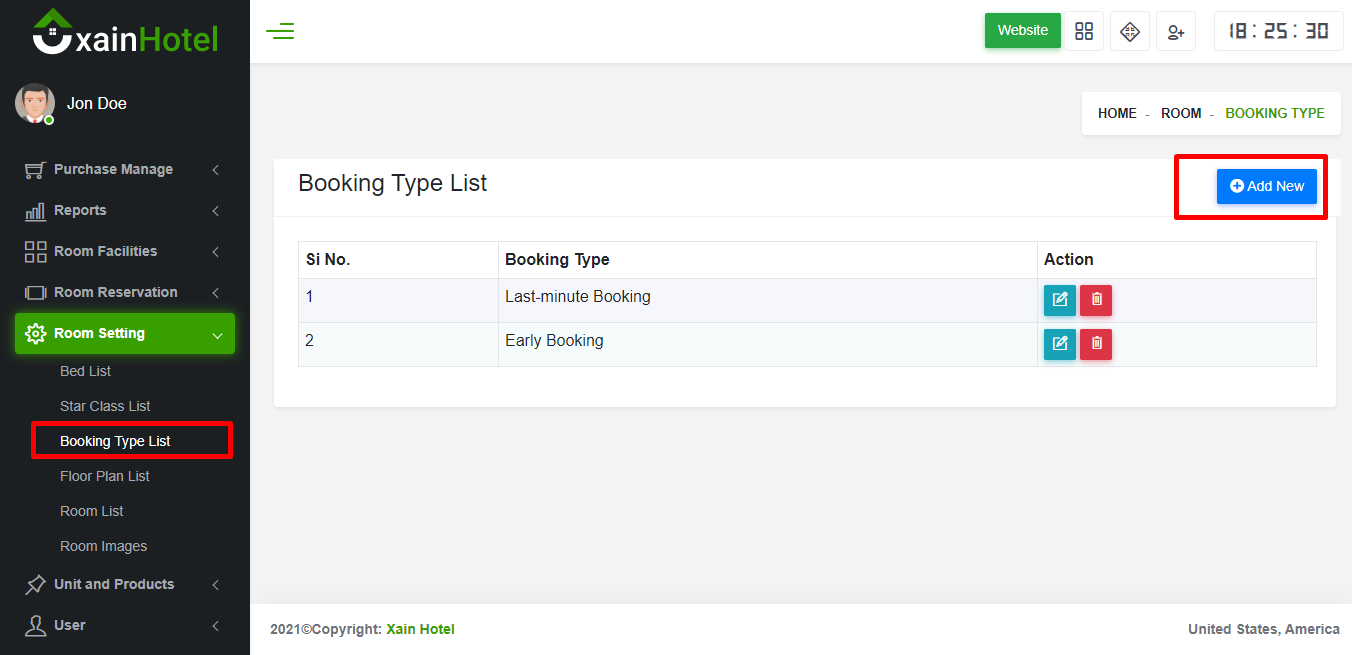 xainHotel
Jon Doe
Purchase Manage
Reports
Room Facilities
Room Reservation
Room Setting
Bed List
Star Class List
Booking Type List
Floor Plan List
Room List
Room Images
Unit and Products
User
Website
18:25:30
HOME - ROOM - BOOKING TYPE
Booking Type List
Add New
Si No. Booking Type Action
1 Last-minute Booking
2 Early Booking
2021©Copyright: Xain Hotel
United States, America